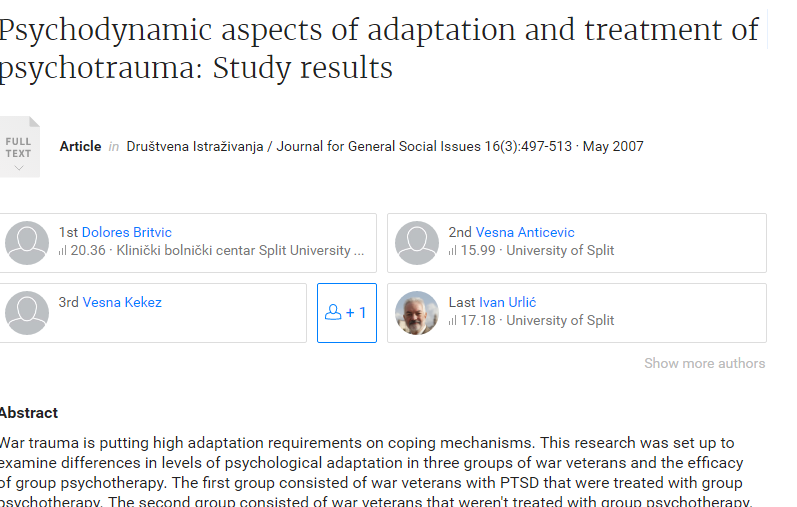 Psychodynamic aspects of adaptation and treatment of
psychotrauma: Study results
FULL
TEXT
Article in Društvena Istraživanja / Journal for General Social Issues 16(3):497-513 · May 2007
1st Dolores Britvic
20.36 · Klinički bolnički centar Split University ...
2nd Vesna Anticevic
15.99 · University of Split
3rd Vesna Kekez
+ 1
Last Ivan Urlić
17.18 · University of Split
Show more authors
Abstract
War trauma is putting high adaptation requirements on coping mechanisms. This research was set up to
examine differences in levels of psychological adaptation in three groups of war veterans and the efficacy
of group psychotherapy. The first group consisted of war veterans with PTSD that were treated with group
psychotherapy. The second group consisted of war veterans that weren't treated with group psychotherapy.